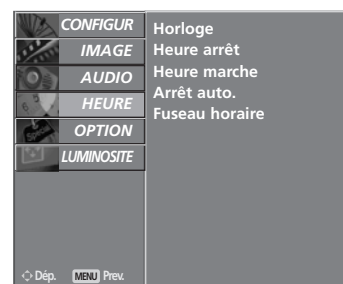 CONFIGUR
IMAGE
AUDIO
HEURE
OPTION
LUMINOSITE
Horloge
Heure arrêt
Heure marche
Arrêt auto.
Fuseau horaire
Dép. MENU Prev.